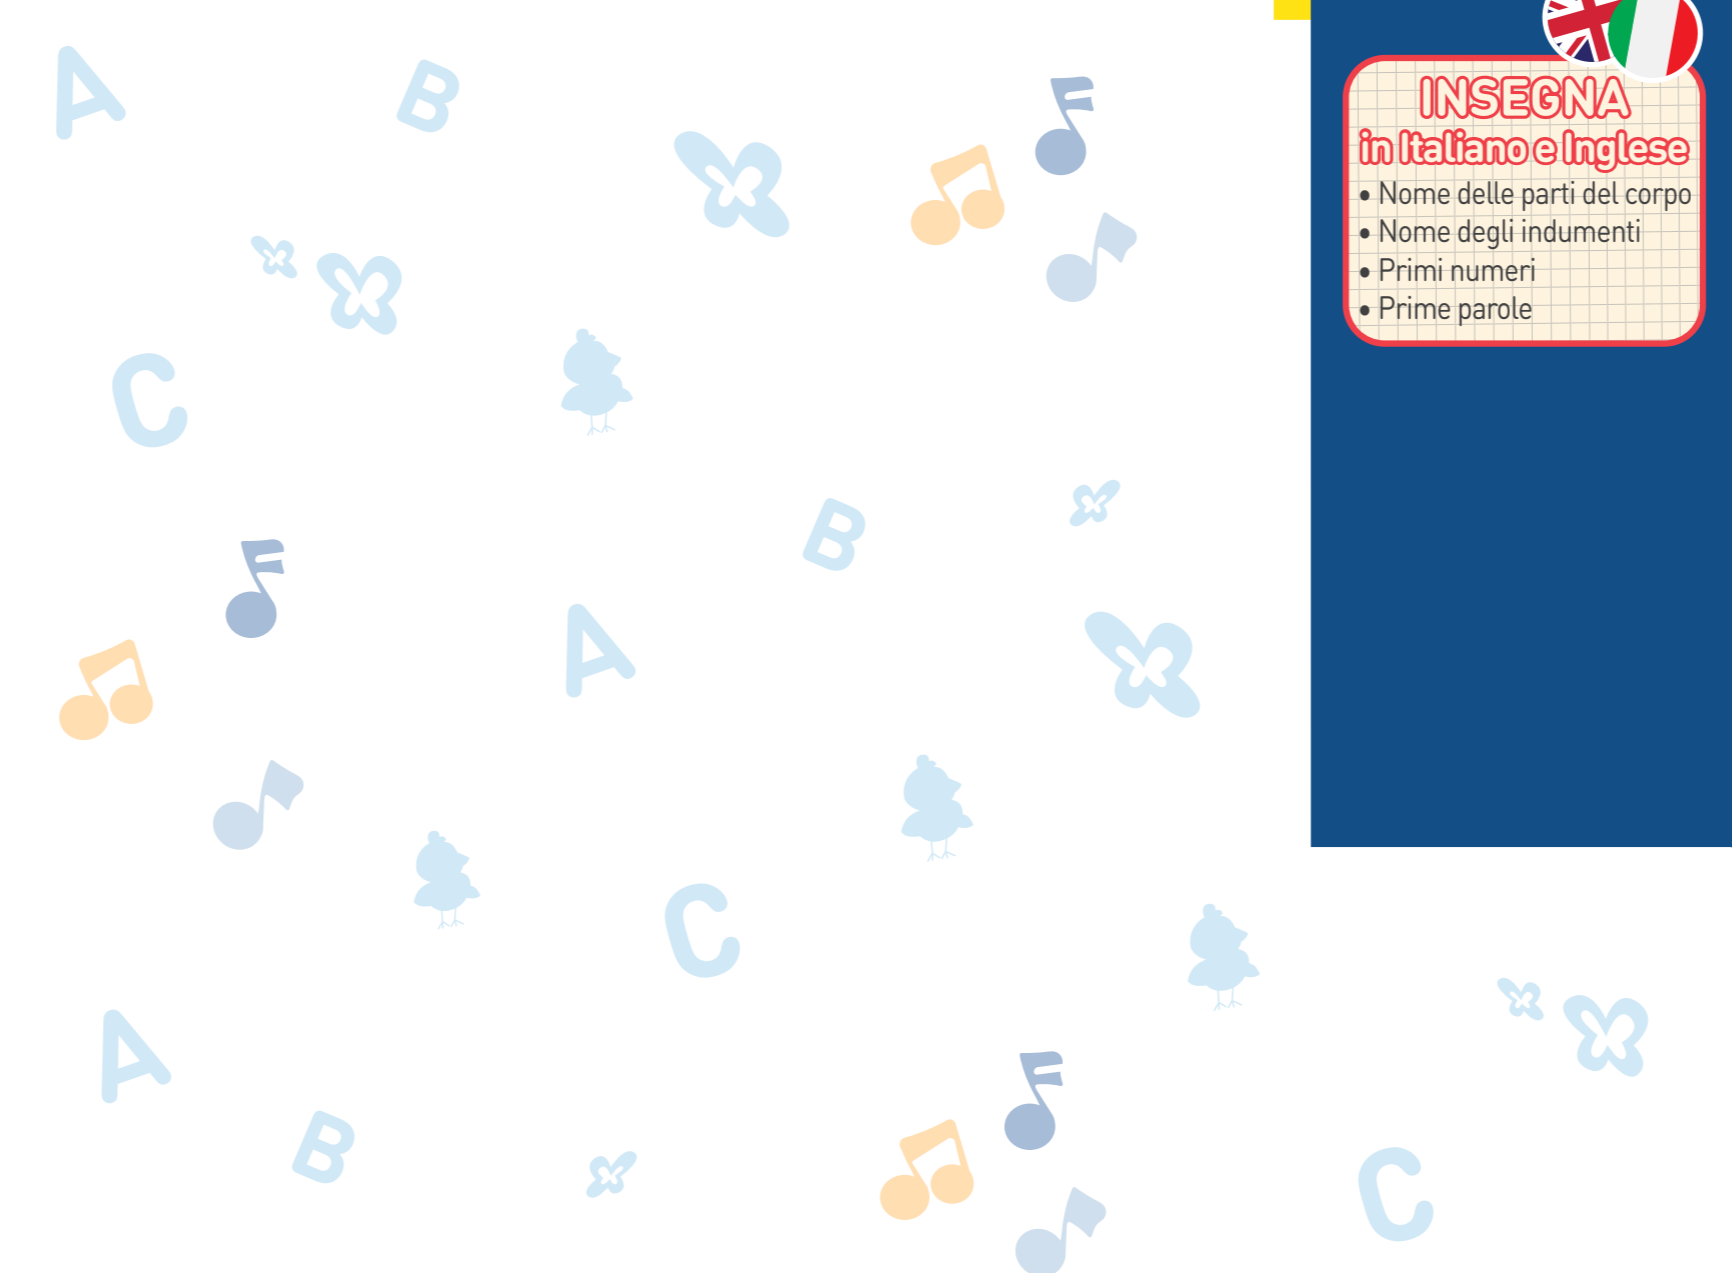 A
B
C
B
A
C
A
B
C
INSEGNA
in Italiano e Inglese
• Nome delle parti del corpo
• Nome degli indumenti
• Primi numeri
• Prime parole